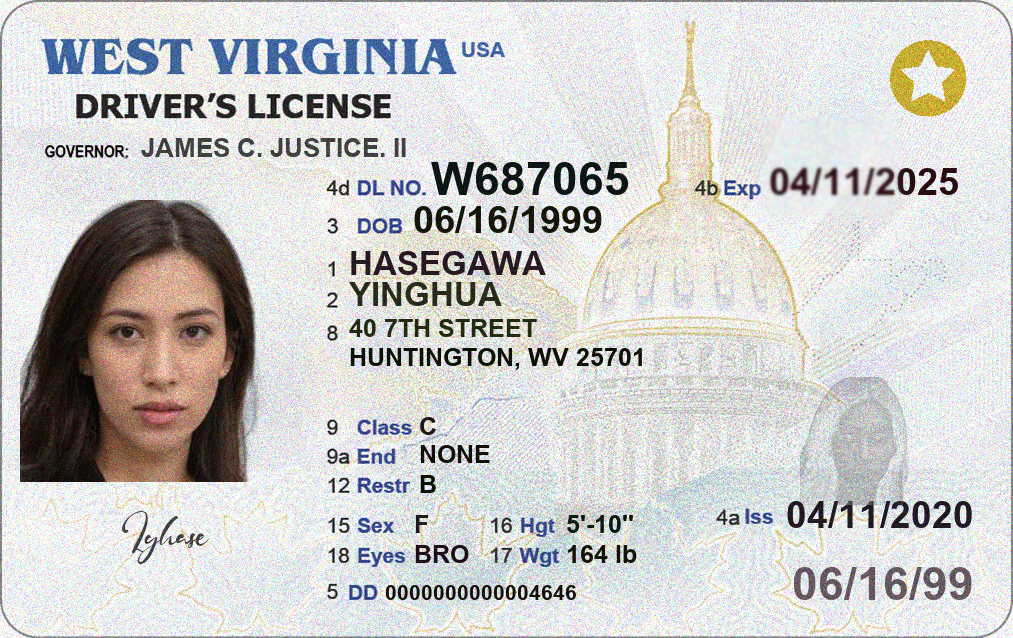 WEST VIRGINIA USA
DRIVER'S LICENSE
GOVERNOR: JAMES C. JUSTICE. II
4d DL NO. W687065 4b Exp 04/11/2025
3 DOB 06/16/1999
1 HASEGAWA
2 YINGHUA
8 40 7TH STREET
HUNTINGTON, WV 25701
9 Class C
9a End NONE
12 Restr B
15 Sex F 16 Hgt 5'-10" 4a Iss 04/11/2020
18 Eyes BRO 17 Wgt 164 lb
5 DD 0000000000004646
06/16/99